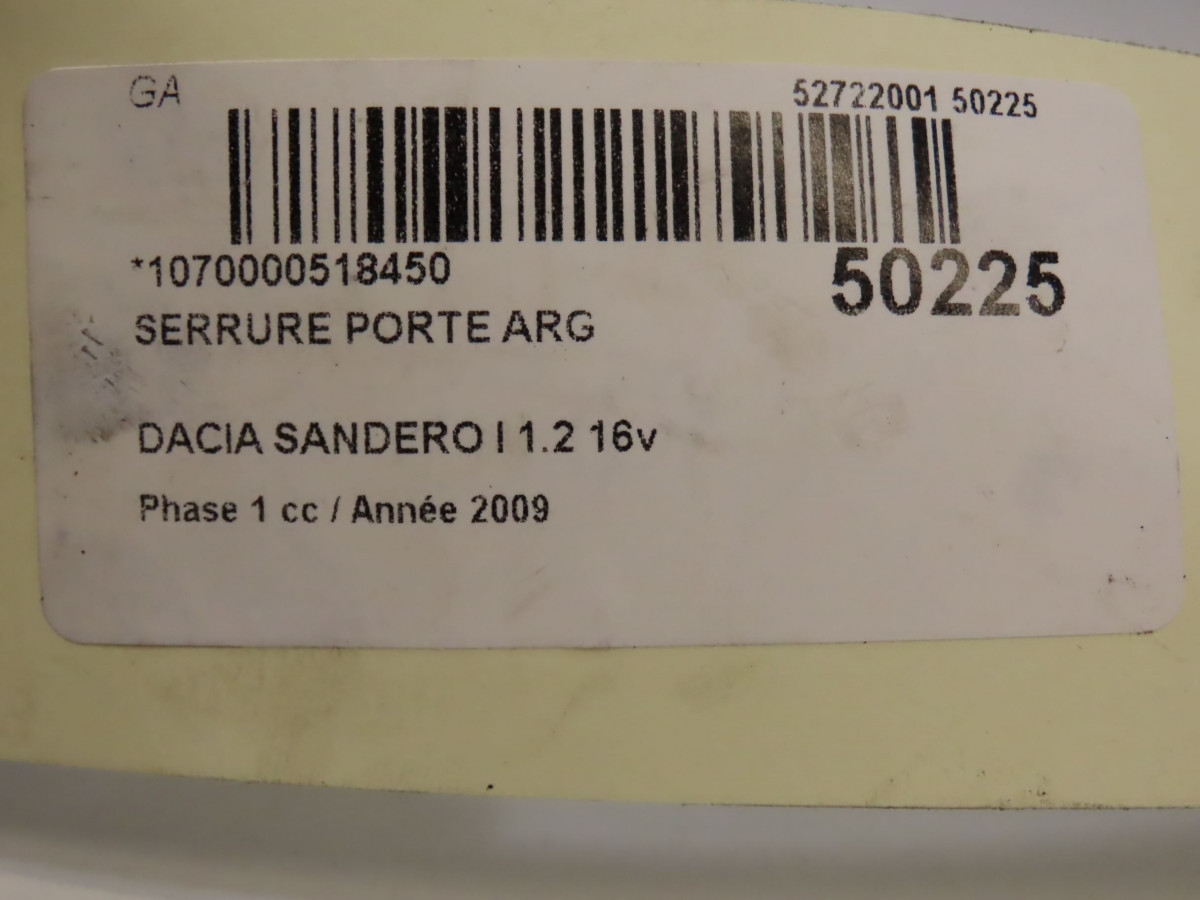 GA
52722001 50225
*1070000518450
50225
SERRURE PORTE ARG
DACIA SANDERO I 1.2 16v
Phase 1 cc / Année 2009